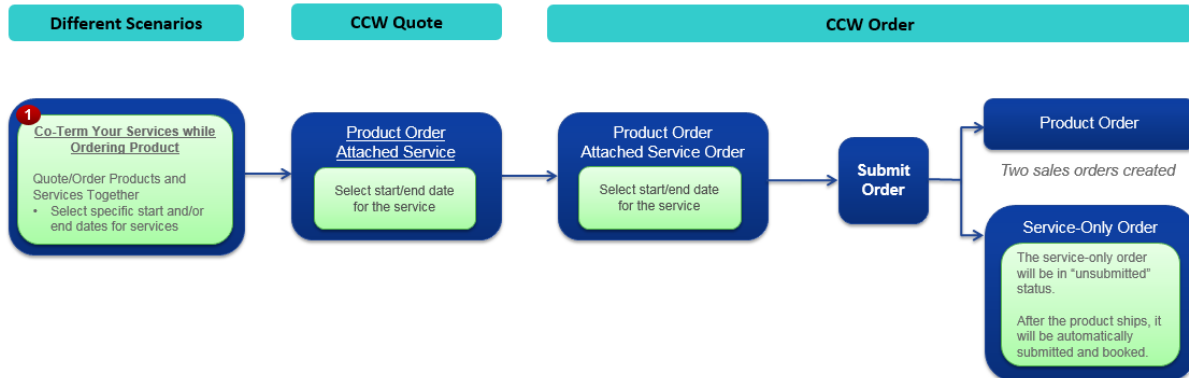 Different Scenarios
CCW Quote
CCW Order
1
Co-Term Your Services while
Ordering Product
Quote/Order Products and
Services Together
• Select specific start and/or
end dates for services
Product Order
Attached Service
Select start/end date
for the service
Product Order
Attached Service Order
Select start/end date
for the service
Submit
Order
Product Order
Two sales orders created
Service-Only Order
The service-only order
will be in “unsubmitted”
status.
After the product ships, it
will be automatically
submitted and booked.